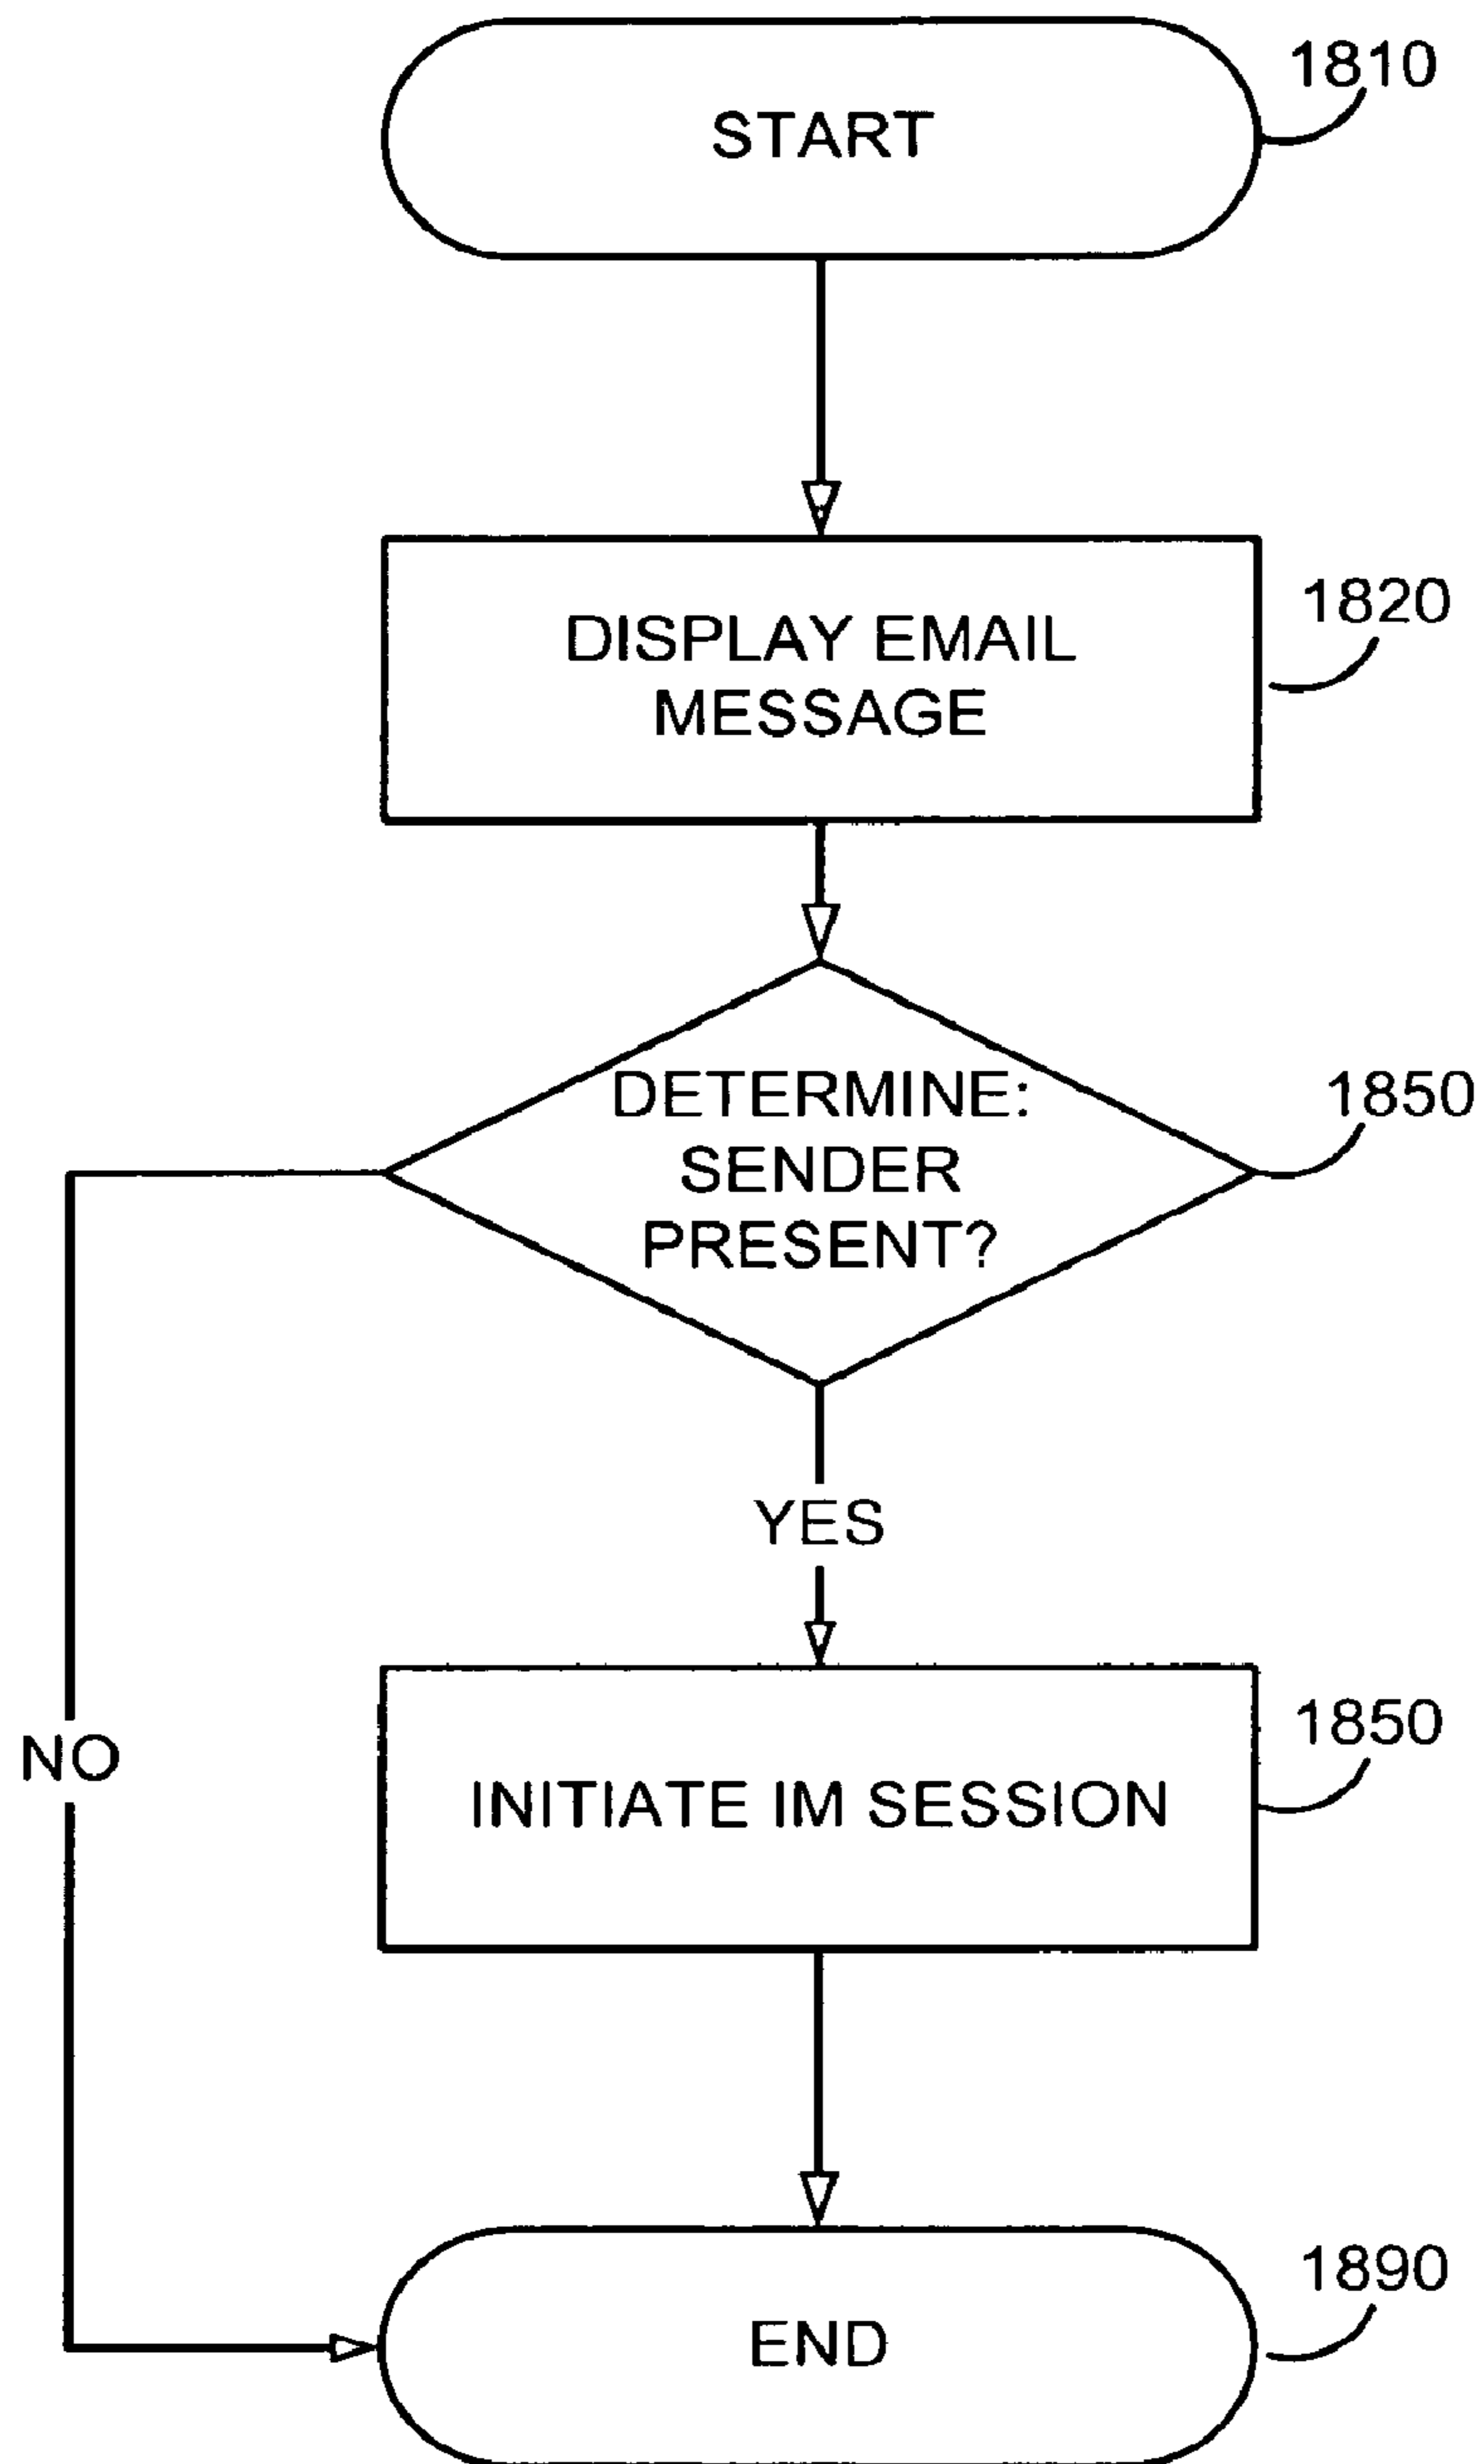 1810
START
1820
DISPLAY EMAIL
MESSAGE
1850
DETERMINE:
SENDER
PRESENT?
YES
NO
1850
INITIATE IM SESSION
1890
END